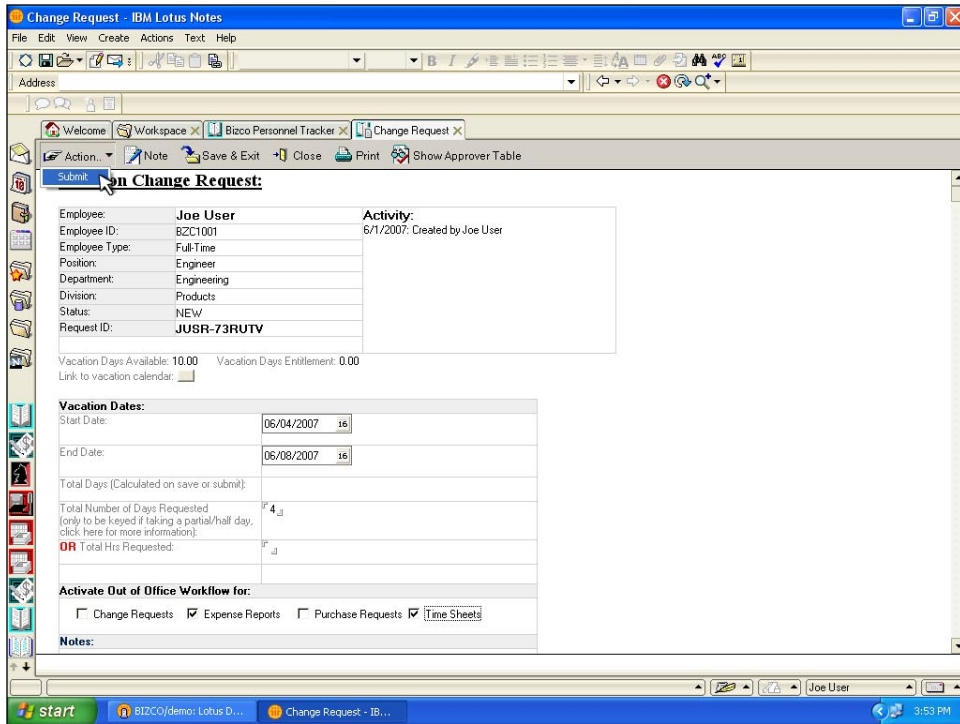 Change Request - IBM Lotus Notes
File Edit View Create Actions Text Help
B I
Address
Welcome Workspace Bizco Personnel Tracker Change Request
Action.. Note Save & Exit Close Print Show Approver Table
Submit
on Change Request:
Employee: Joe User Activity:
Employee ID: BZC1001 6/1/2007: Created by Joe User
Employee Type: Full-Time
Position: Engineer
Department: Engineering
Division: Products
Status: NEW
Request ID: JUSR-73RUTV
Vacation Days Available: 10.00 Vacation Days Entitlement: 0.00
Link to vacation calendar:
Vacation Dates:
Start Date: 06/04/2007 16
End Date: 06/08/2007 16
Total Days (Calculated on save or submit):
Total Number of Days Requested 4
(only to be keyed if taking a partial/half day,
click here for more information):
OR Total Hrs Requested:
Activate Out of Office Workflow for:
Change Requests Expense Reports Purchase Requests Time Sheets
Notes:
Joe User
start BIZCO/demo: Lotus D... Change Request - IB... 3:53 PM